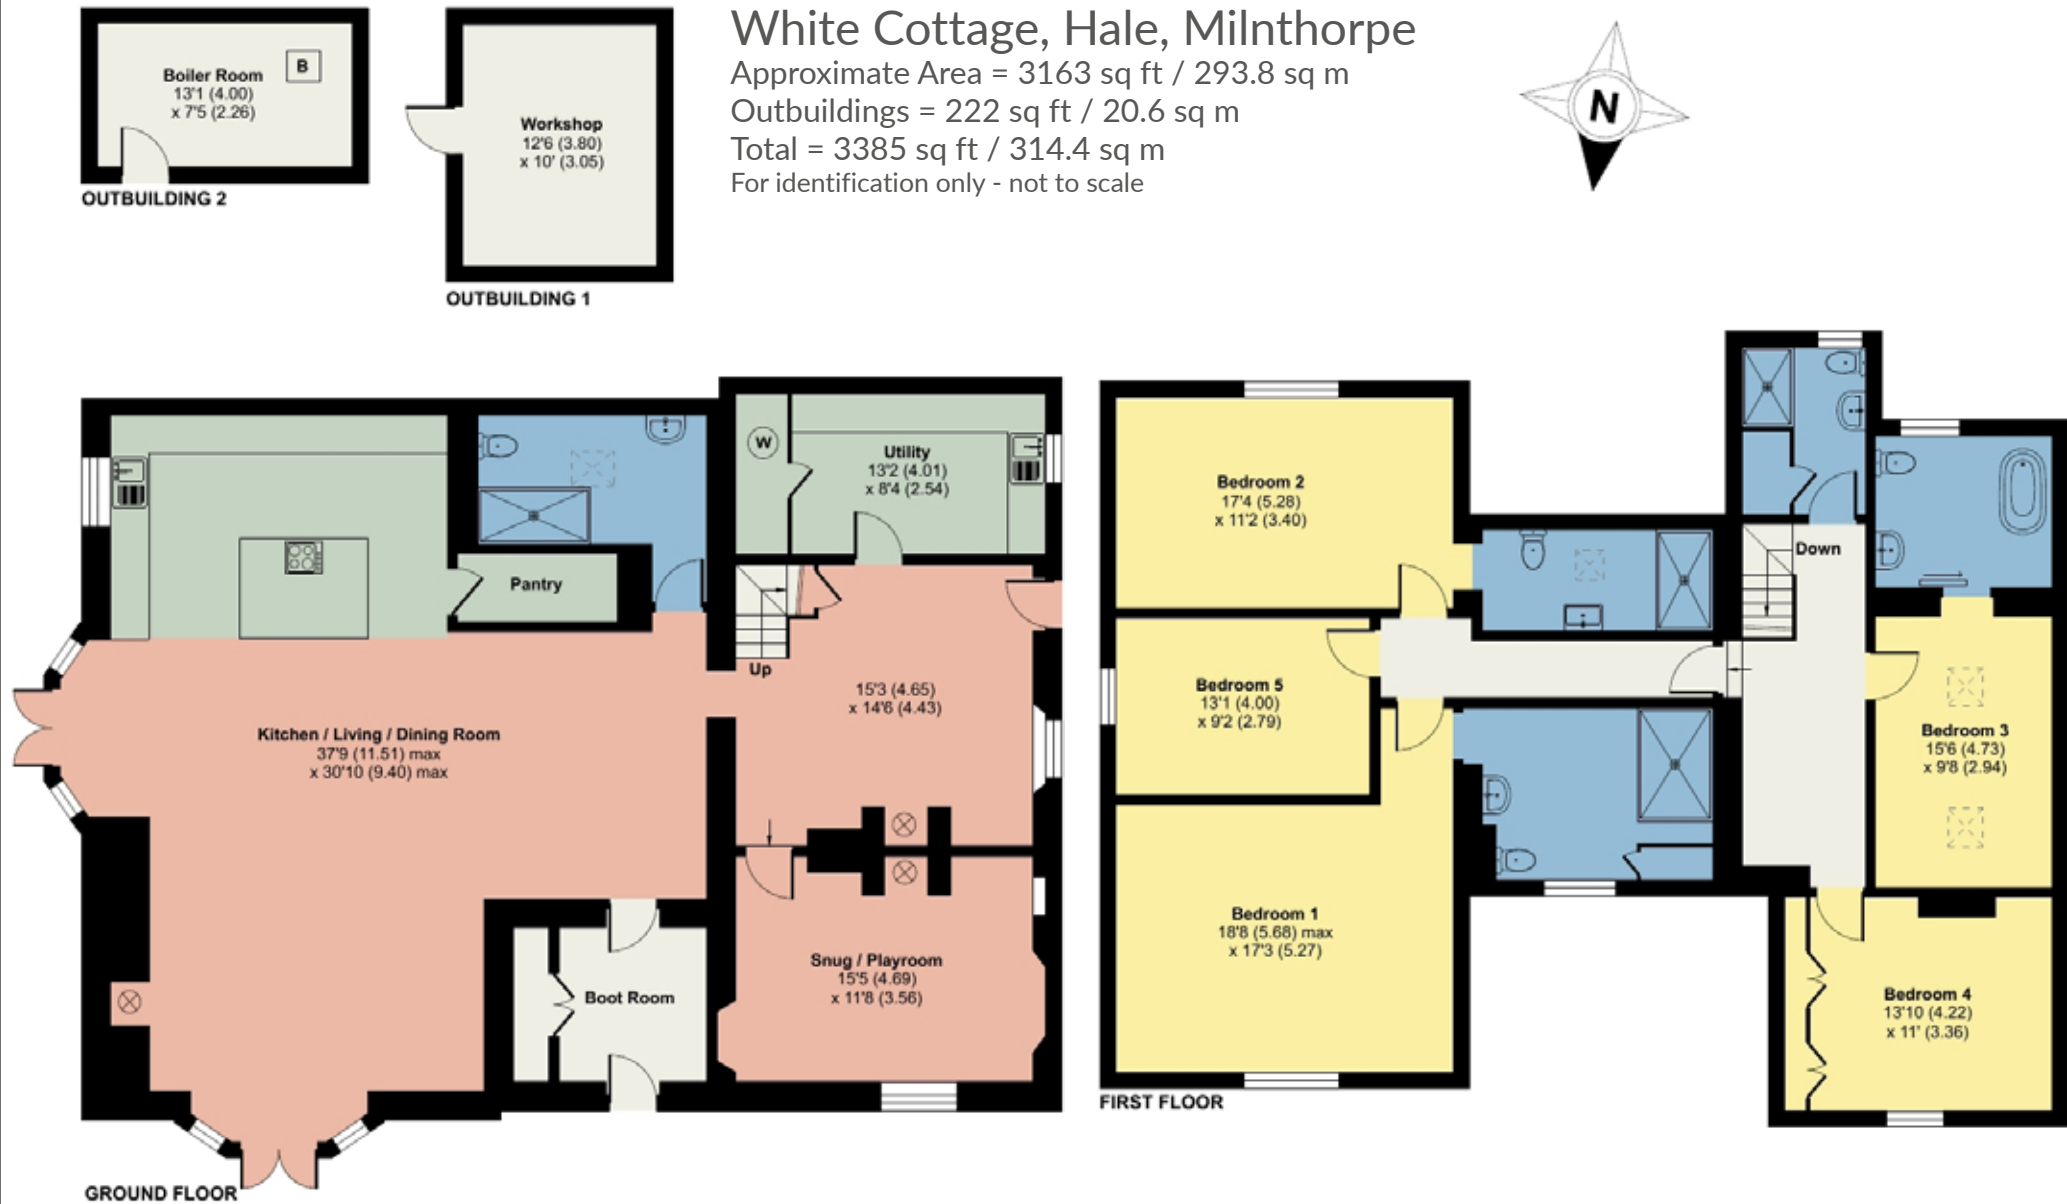 White Cottage, Hale, Milnthorpe
Approximate Area = 3163 sq ft / 293.8 sq m
Outbuildings = 222 sq ft / 20.6 sq m
Total = 3385 sq ft / 314.4 sq m
For identification only - not to scale
N
Boiler Room
13'1 (4.00)
x 7'5 (2.26)
B
OUTBUILDING 2
Workshop
12'6 (3.80)
x 10' (3.05)
OUTBUILDING 1
W
Utility
13'2 (4.01)
x 8'4 (2.54)
Pantry
Up
15'3 (4.65)
x 14'6 (4.43)
Kitchen / Living / Dining Room
37'9 (11.51) max
x 30'10 (9.40) max
Snug / Playroom
15'5 (4.69)
x 11'8 (3.56)
Boot Room
GROUND FLOOR
Bedroom 2
17'4 (5.28)
x 11'2 (3.40)
Down
Bedroom 5
13'1 (4.00)
x 9'2 (2.79)
Bedroom 3
15'6 (4.73)
x 9'8 (2.94)
Bedroom 1
18'8 (5.68) max
x 17'3 (5.27)
Bedroom 4
13'10 (4.22)
x 11' (3.36)
FIRST FLOOR